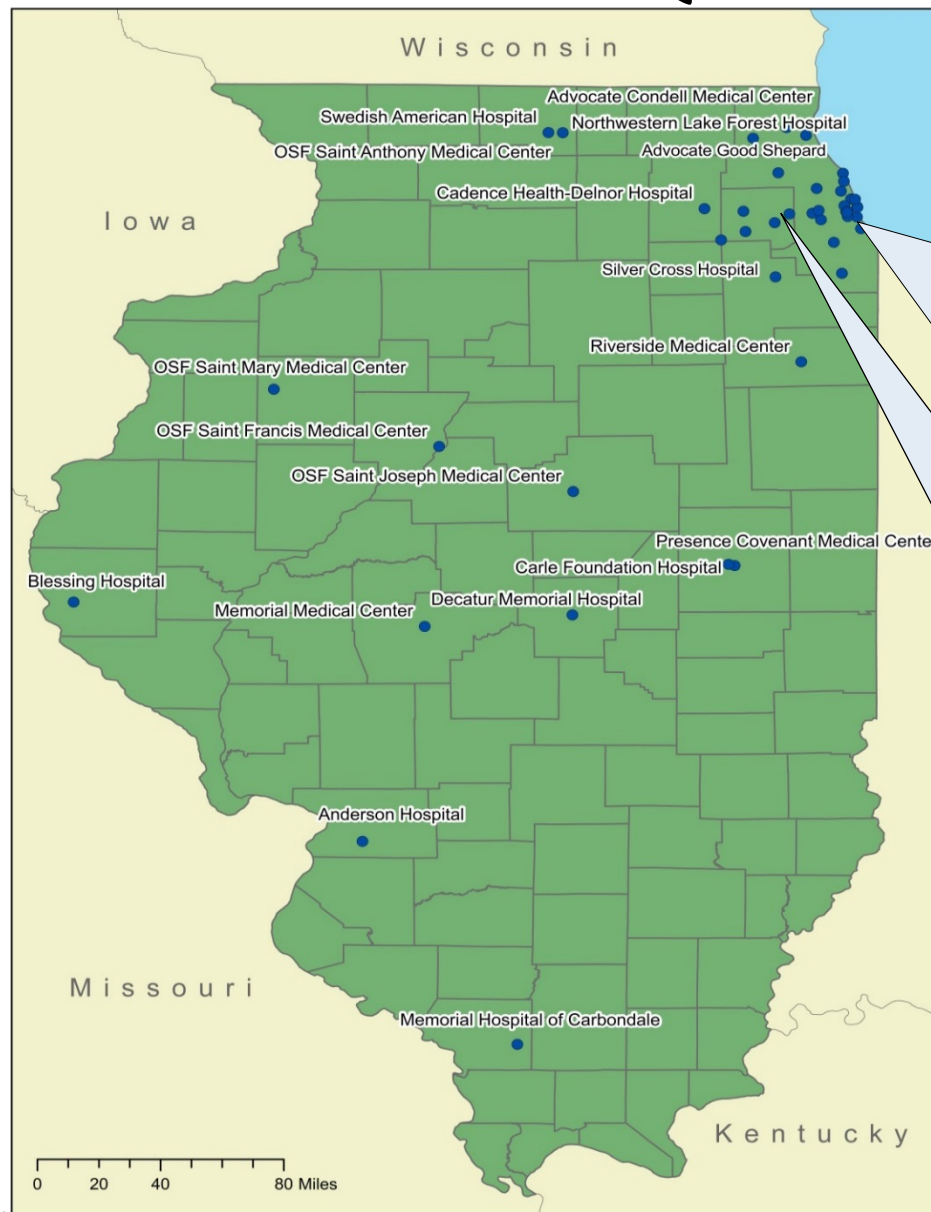 Wisconsin
Advocate Condell Medical Center
Swedish American Hospital
Northwestern Lake Forest Hospital
OSF Saint Anthony Medical Center
Advocate Good Shepard
Cadence Health-Delnor Hospital
Iowa
Silver Cross Hospital
Riverside Medical Center
OSF Saint Mary Medical Center
OSF Saint Francis Medical Center
OSF Saint Joseph Medical Center
Presence Covenant Medical Cente
Carle Foundation Hospital
Blessing Hospital
Decatur Memorial Hospital
Memorial Medical Center
Anderson Hospital
Missouri
Memorial Hospital of Carbondale
Kentucky
0 20 40 80 Miles